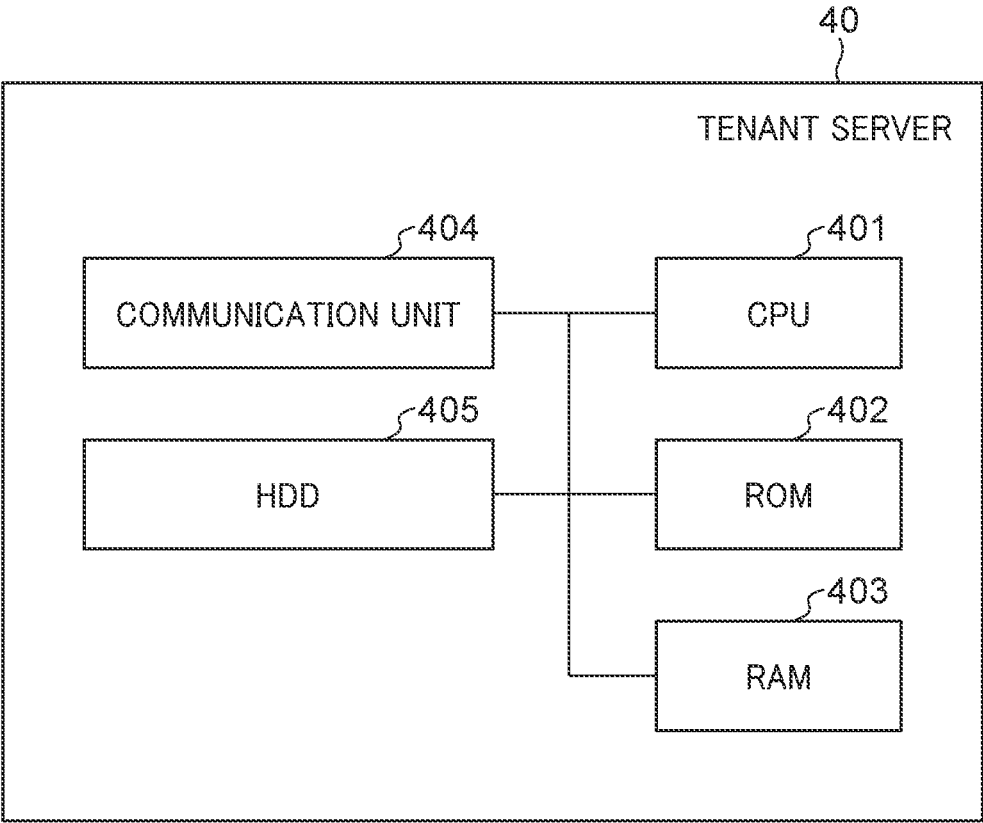 40
TENANT SERVER
404
COMMUNICATION UNIT
401
CPU
405
HDD
402
ROM
403
RAM